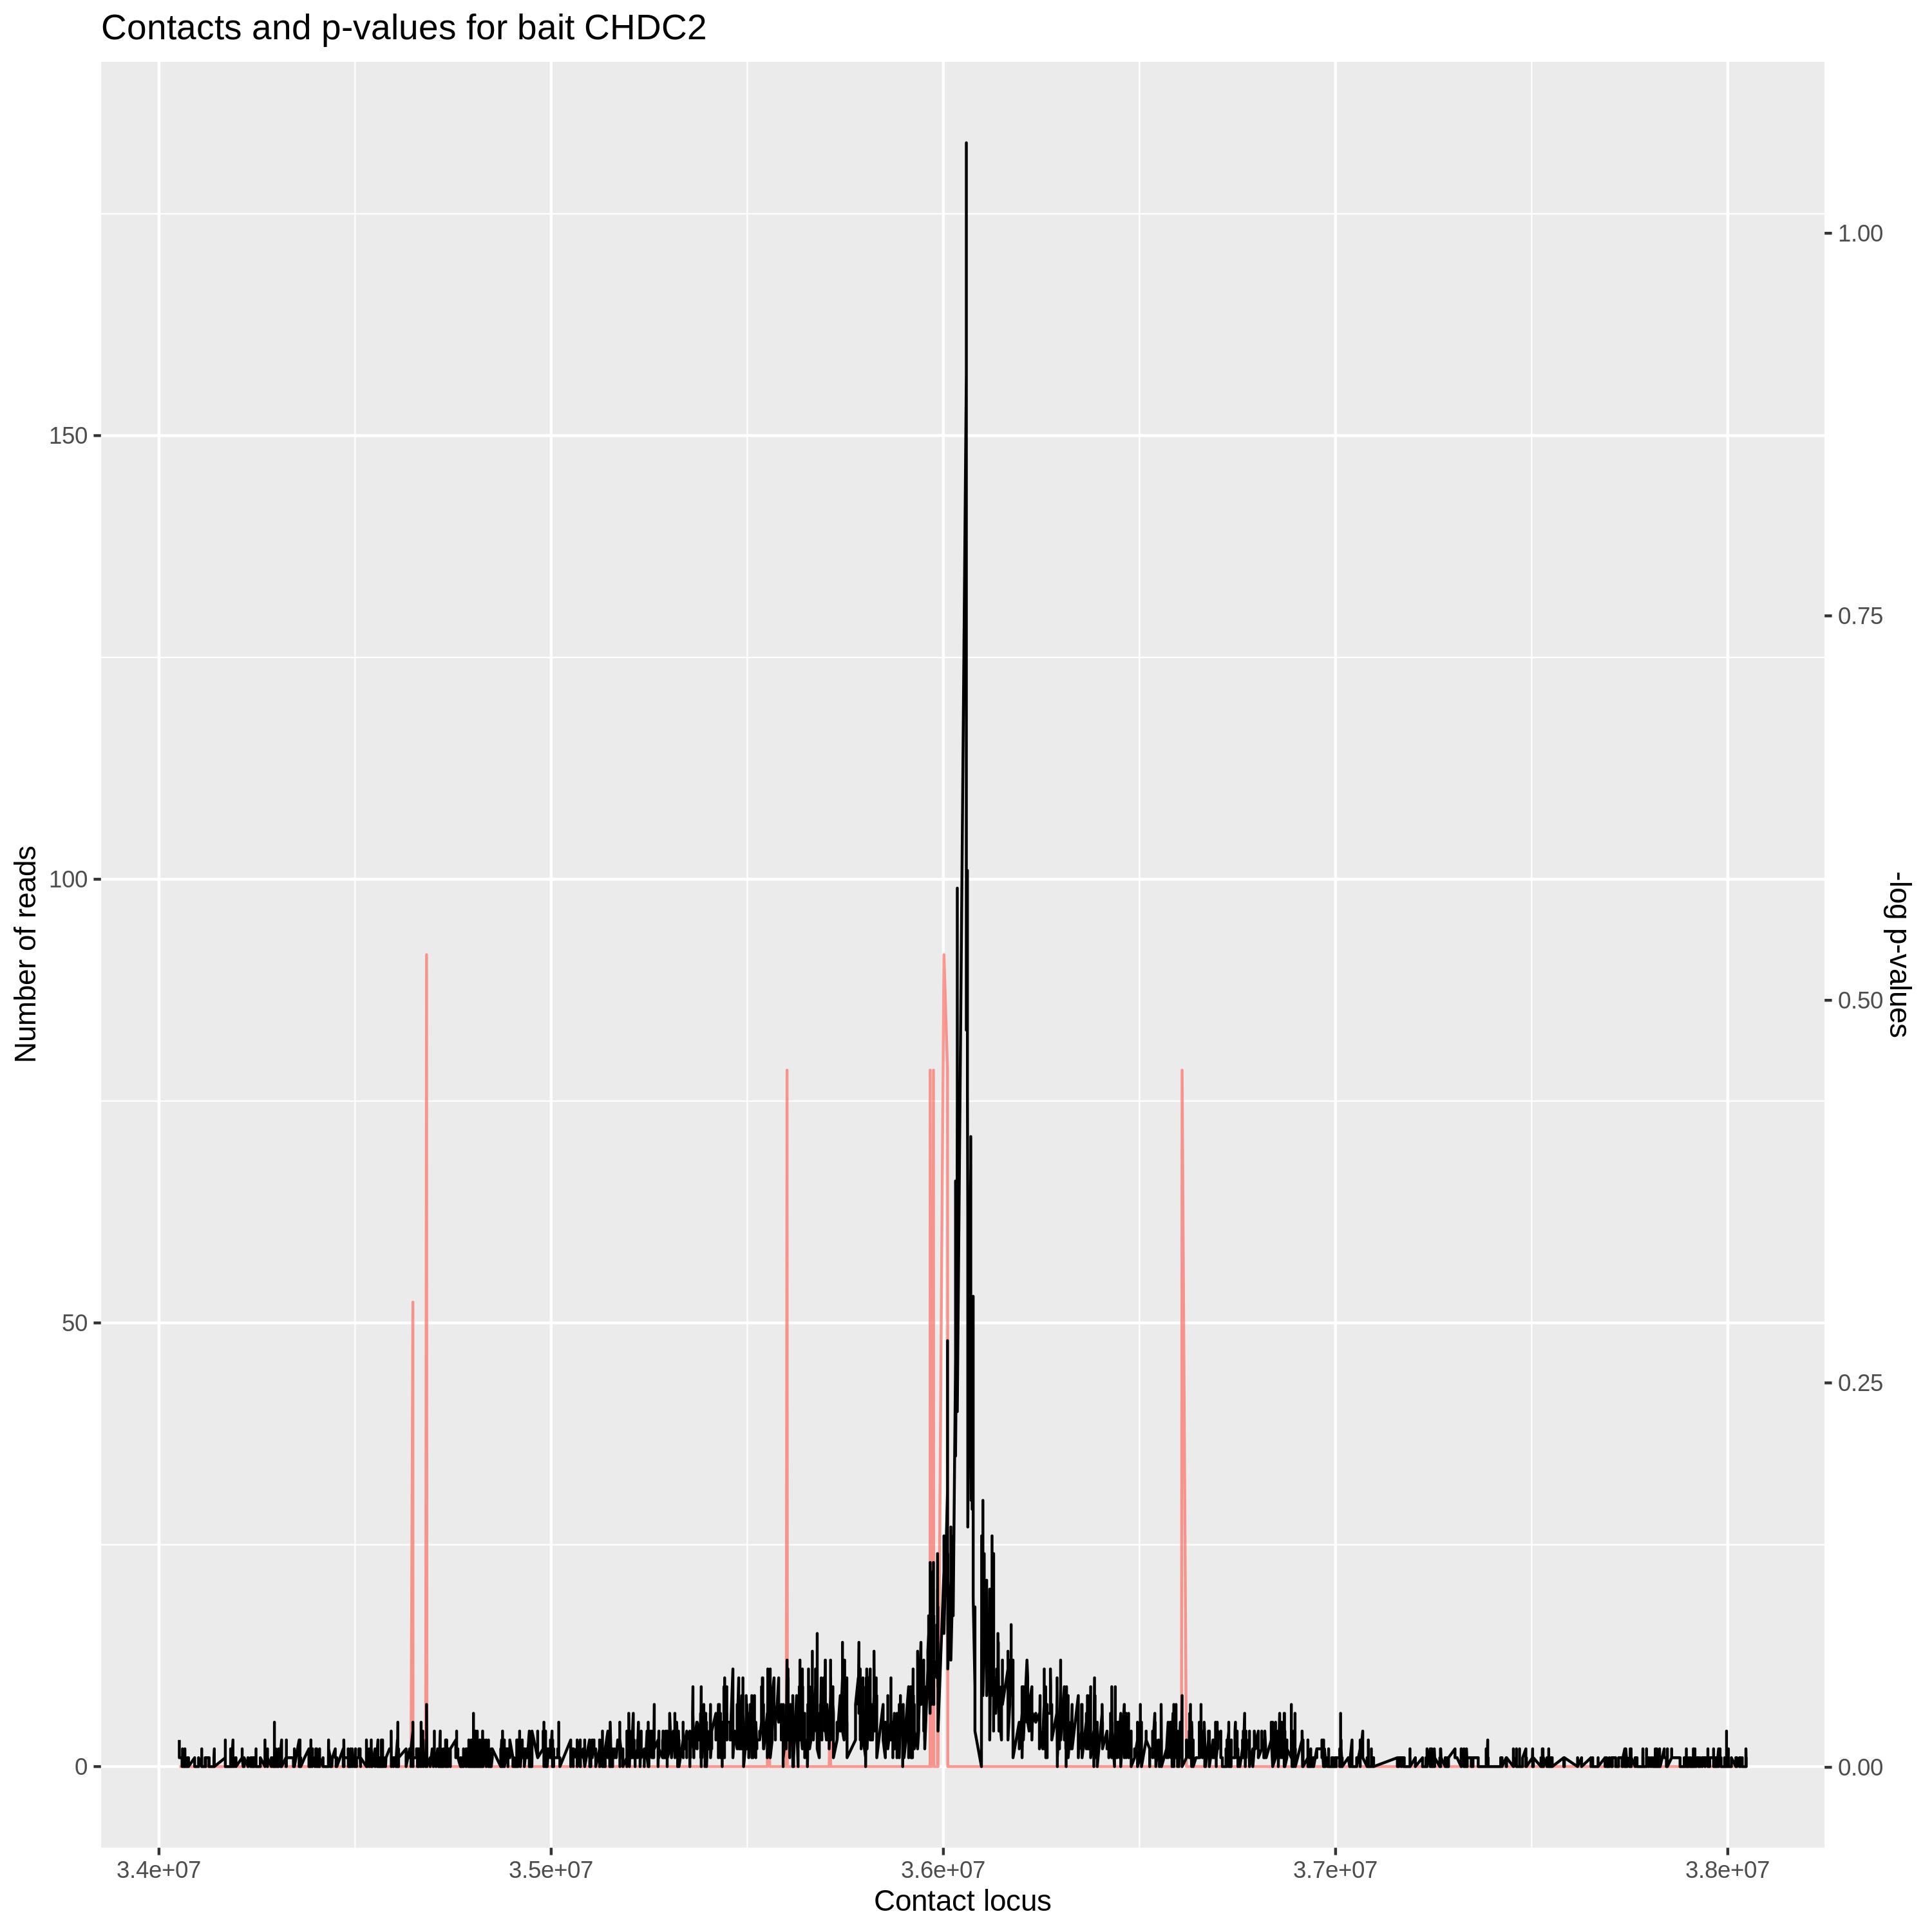 Contacts and p-values for bait CHDC2
Number of reads
150
100
50
0
1.00
0.75
0.50
0.25
0.00
-log p-values
3.4e+07
3.5e+07
3.6e+07
3.7e+07
3.8e+07
Contact locus